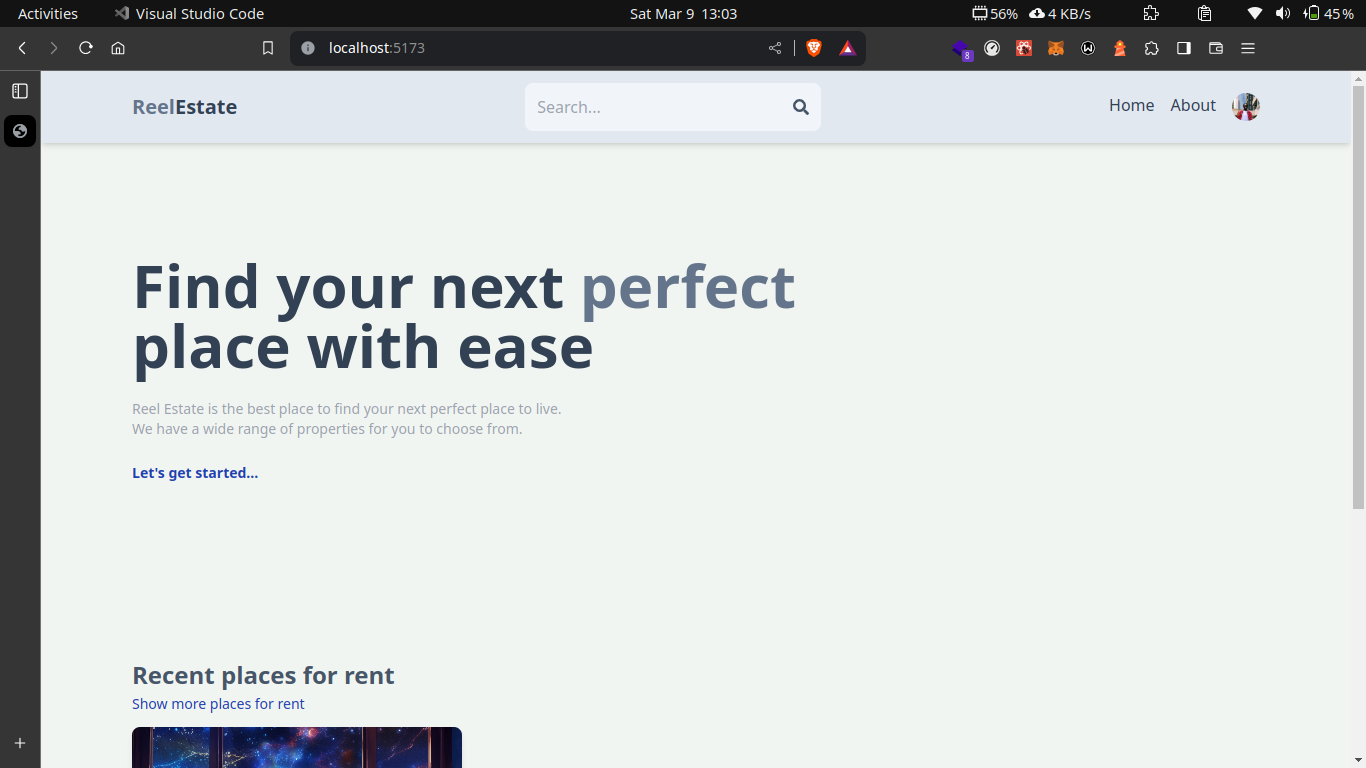 Activities Visual Studio Code Sat Mar 9 13:03 56% 4 KB/s 45%
localhost:5173 8
ReelEstate Search... Home About
Find your next perfect
place with ease
Reel Estate is the best place to find your next perfect place to live.
We have a wide range of properties for you to choose from.
Let's get started...
Recent places for rent
Show more places for rent